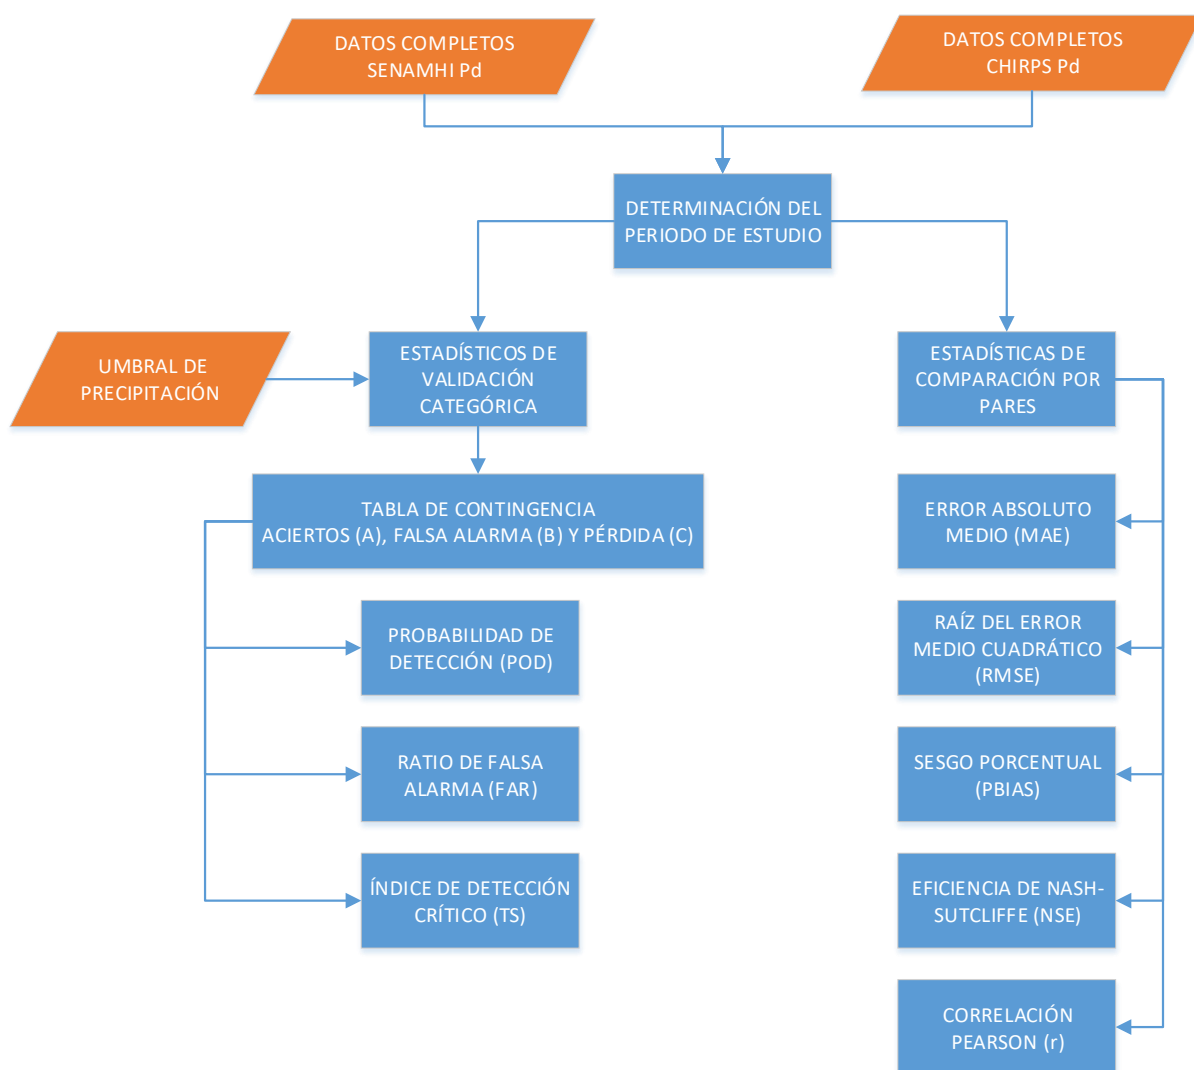 DATOS COMPLETOS
SENAMHI Pd
DATOS COMPLETOS
CHIRPS Pd
DETERMINACIÓN DEL
PERIODO DE ESTUDIO
UMBRAL DE
PRECIPITACIÓN
ESTADÍSTICOS DE
VALIDACIÓN
CATEGÓRICA
ESTADÍSTICAS DE
COMPARACIÓN POR
PARES
TABLA DE CONTINGENCIA
ACIERTOS (A), FALSA ALARMA (B) Y PÉRDIDA (C)
ERROR ABSOLUTO
MEDIO (MAE)
PROBABILIDAD DE
DETECCIÓN (POD)
RAÍZ DEL ERROR
MEDIO CUADRÁTICO
(RMSE)
RATIO DE FALSA
ALARMA (FAR)
SESGO PORCENTUAL
(PBIAS)
ÍNDICE DE DETECCIÓN
CRÍTICO (TS)
EFICIENCIA DE NASH-
SUTCLIFFE (NSE)
CORRELACIÓN
PEARSON (r)